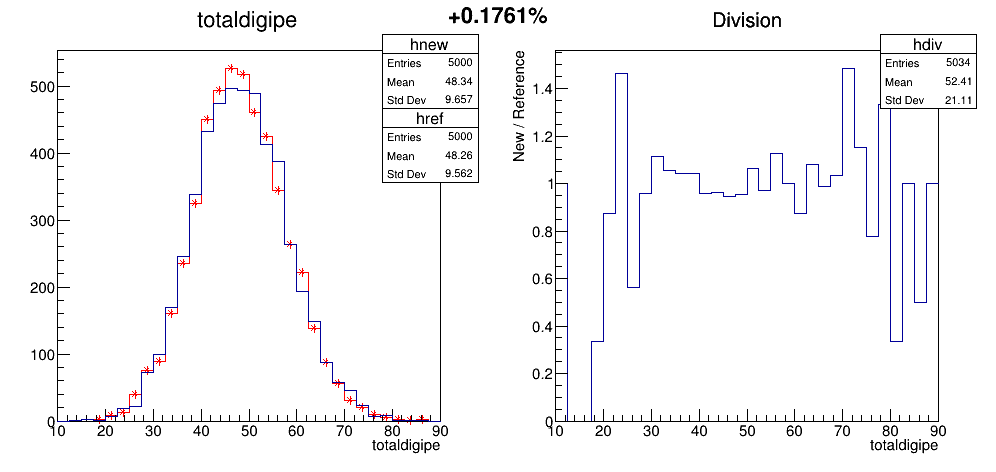 totaldigipe
+0.1761%
Division
hnew
Entries 5000
Mean 48.34
Std Dev 9.657
href
Entries 5000
Mean 48.26
Std Dev 9.562
500
400
300
200
100
0
10 20 30 40 50 60 70 80 90
totaldigipe
hdiv
Entries 5034
Mean 52.41
Std Dev 21.11
New / Reference
1.4
1.2
1
0.8
0.6
0.4
0.2
0
10 20 30 40 50 60 70 80 90
totaldigipe